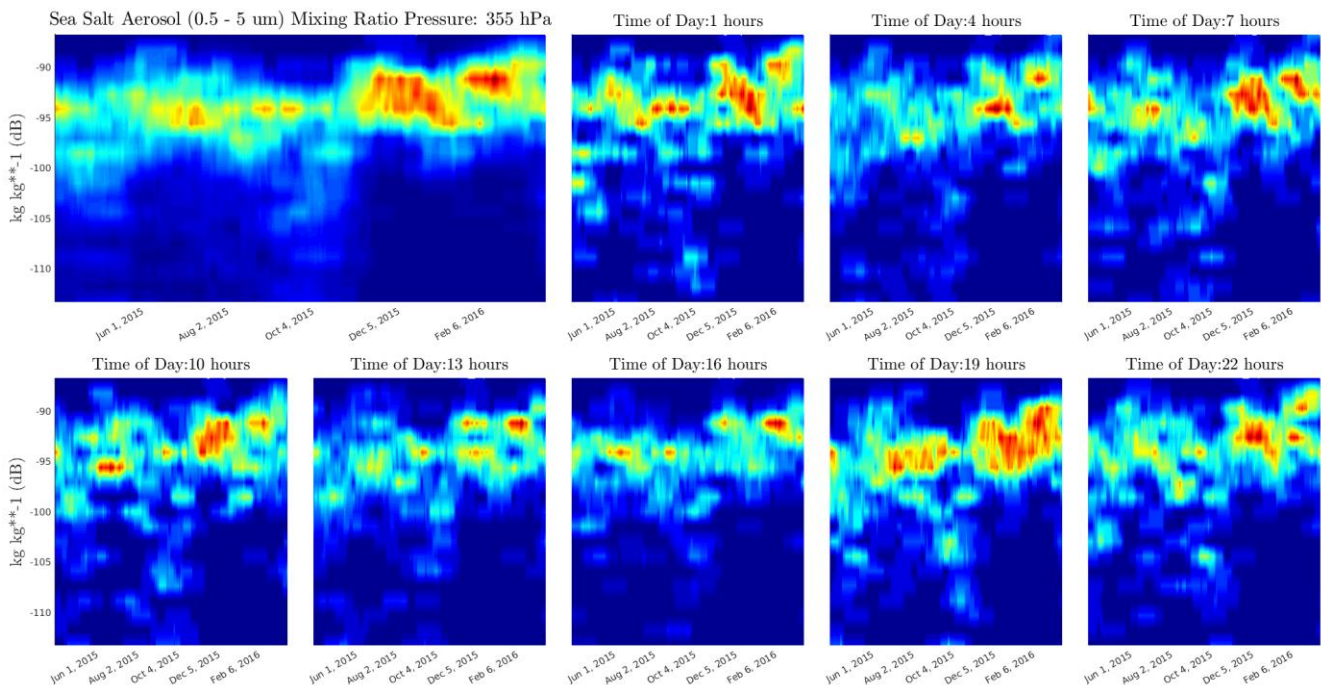 Sea Salt Aerosol (0.5 - 5 um) Mixing Ratio Pressure: 355 hPa
Time of Day:1 hours
Time of Day:4 hours
Time of Day:7 hours
kg kg**-1 (dB)
-90
-95
-100
-105
-110
Jun 1, 2015
Aug 2, 2015
Oct 4, 2015
Dec 5, 2015
Feb 6, 2016
Jun 1, 2015
Aug 2, 2015
Oct 4, 2015
Dec 5, 2015
Feb 6, 2016
Jun 1, 2015
Aug 2, 2015
Oct 4, 2015
Dec 5, 2015
Feb 6, 2016
Jun 1, 2015
Aug 2, 2015
Oct 4, 2015
Dec 5, 2015
Feb 6, 2016
Time of Day:10 hours
Time of Day:13 hours
Time of Day:16 hours
Time of Day:19 hours
Time of Day:22 hours
kg kg**-1 (dB)
-90
-95
-100
-105
-110
Jun 1, 2015
Aug 2, 2015
Oct 4, 2015
Dec 5, 2015
Feb 6, 2016
Jun 1, 2015
Aug 2, 2015
Oct 4, 2015
Dec 5, 2015
Feb 6, 2016
Jun 1, 2015
Aug 2, 2015
Oct 4, 2015
Dec 5, 2015
Feb 6, 2016
Jun 1, 2015
Aug 2, 2015
Oct 4, 2015
Dec 5, 2015
Feb 6, 2016
Jun 1, 2015
Aug 2, 2015
Oct 4, 2015
Dec 5, 2015
Feb 6, 2016